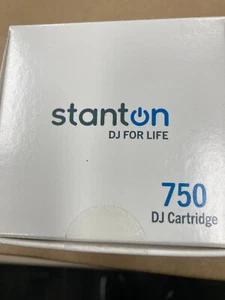 stanton
DJ FOR LIFE
750
DJ Cartridge